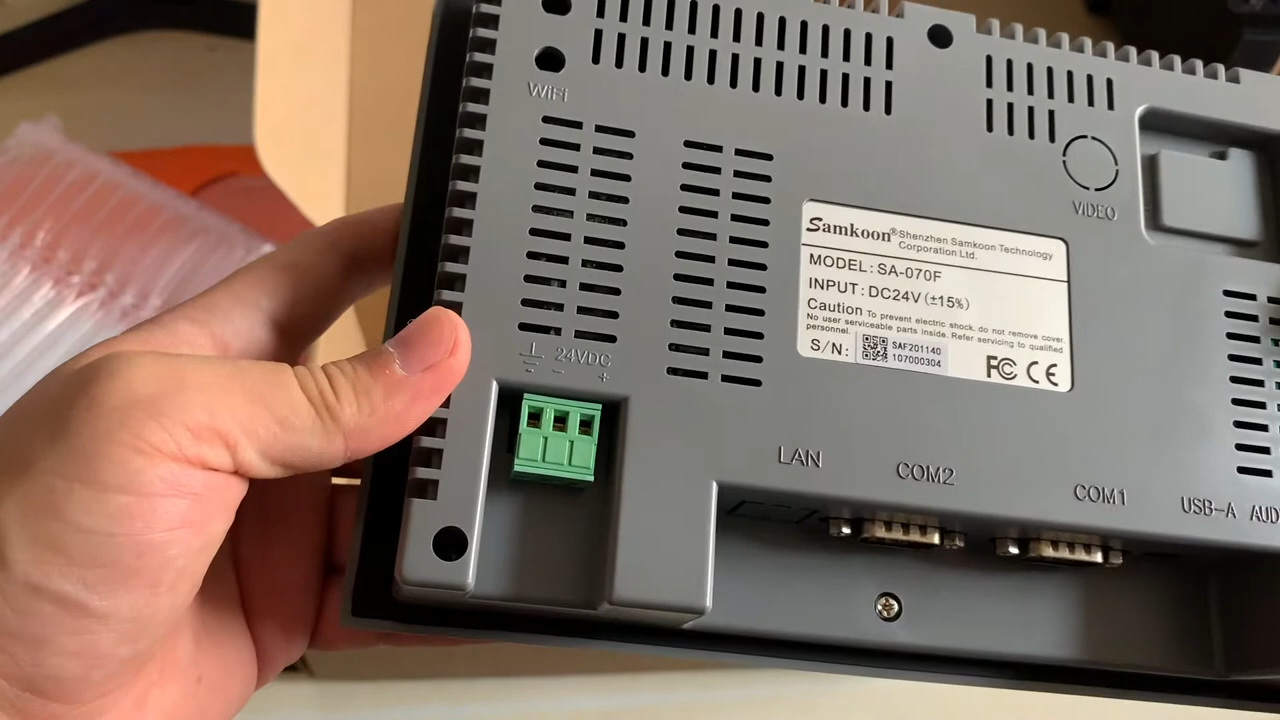 WiFi
VIDEO
Samkoon® Shenzhen Samkoon Technology
Corporation Ltd.
MODEL: SA-070F
INPUT: DC24V (±15%)
Caution To prevent electric shock, do not remove cover.
No user serviceable parts inside. Refer servicing to qualified
personnel.
S/N: SAF201140
107000304
FC CE
24VDC
− +
LAN
COM2
COM1
USB-A
AUD